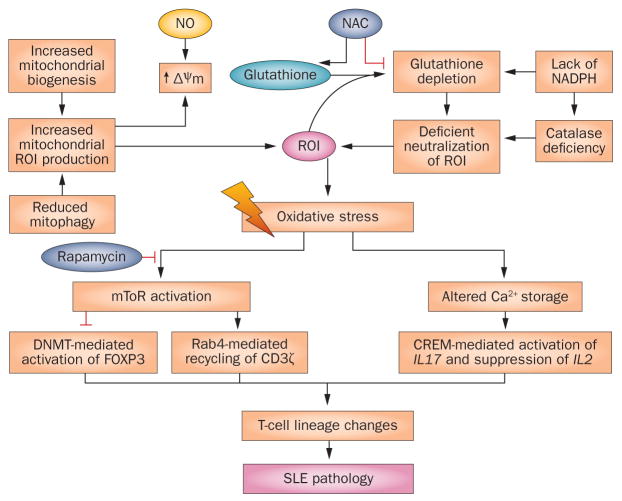 NO
NAC
Increased
mitochondrial
biogenesis
↑ ΔΨm
Glutathione
Glutathione
depletion
Lack of
NADPH
Increased
mitochondrial
ROI production
ROI
Deficient
neutralization
of ROI
Catalase
deficiency
Reduced
mitophagy
Oxidative stress
Rapamycin
mToR activation
Altered Ca²⁺ storage
DNMT-mediated
activation of FOXP3
Rab4-mediated
recycling of CD3ζ
CREM-mediated activation of
IL17 and suppression of IL2
T-cell lineage changes
SLE pathology